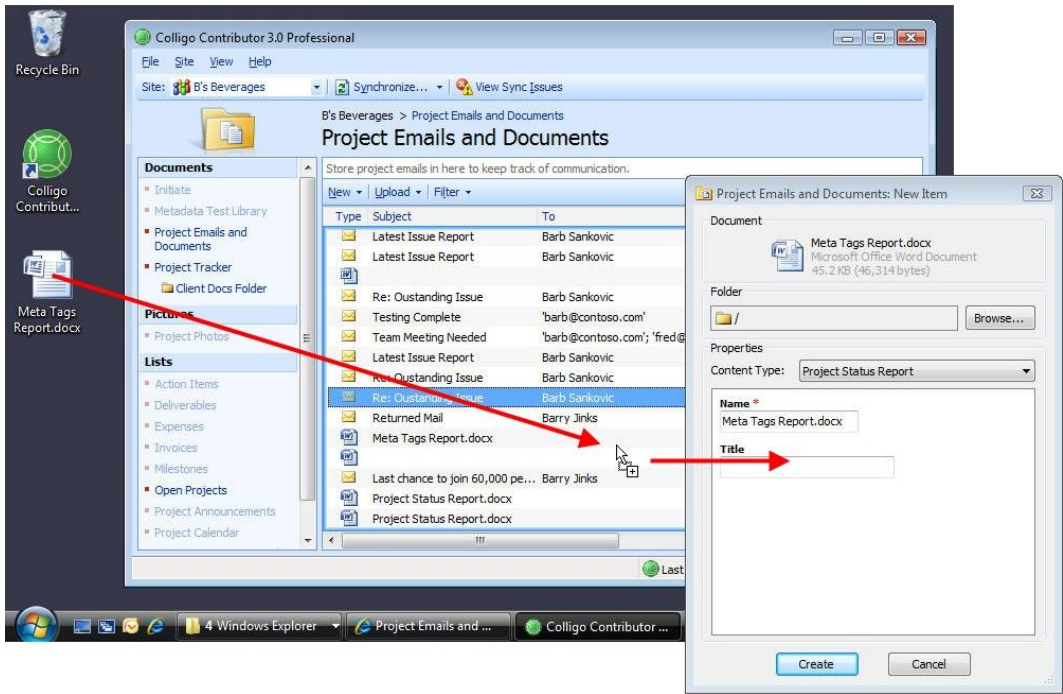 Recycle Bin
Colligo
Contribut...
Meta Tags
Report.docx
Colligo Contributor 3.0 Professional
File Site View Help
Site: B's Beverages Synchronize... View Sync Issues
B's Beverages > Project Emails and Documents
Project Emails and Documents
Store project emails in here to keep track of communication.
Documents
Initiate
Metadata Test Library
Project Emails and
Documents
Project Tracker
Client Docs Folder
Pictures
Project Photos
Lists
Action Items
Deliverables
Expenses
Invoices
Milestones
Open Projects
Project Announcements
Project Calendar
New Upload Filter
Type Subject To
Latest Issue Report Barb Sankovic
Latest Issue Report Barb Sankovic
Re: Oustanding Issue Barb Sankovic
Testing Complete 'barb@contoso.com'
Team Meeting Needed 'barb@contoso.com'; 'fred@
Latest Issue Report Barb Sankovic
Re: Oustanding Issue Barb Sankovic
Re: Oustanding Issue Barb Sankovic
Returned Mail Barry Jinks
Meta Tags Report.docx
Last chance to join 60,000 pe... Barry Jinks
Project Status Report.docx
Project Status Report.docx
Last
Project Emails and Documents: New Item
Document
Meta Tags Report.docx
Microsoft Office Word Document
45.2 KB (46,314 bytes)
Folder
/
Browse...
Properties
Content Type: Project Status Report
Name *
Meta Tags Report.docx
Title
Create Cancel
4 Windows Explorer Project Emails and ... Colligo Contributor ...